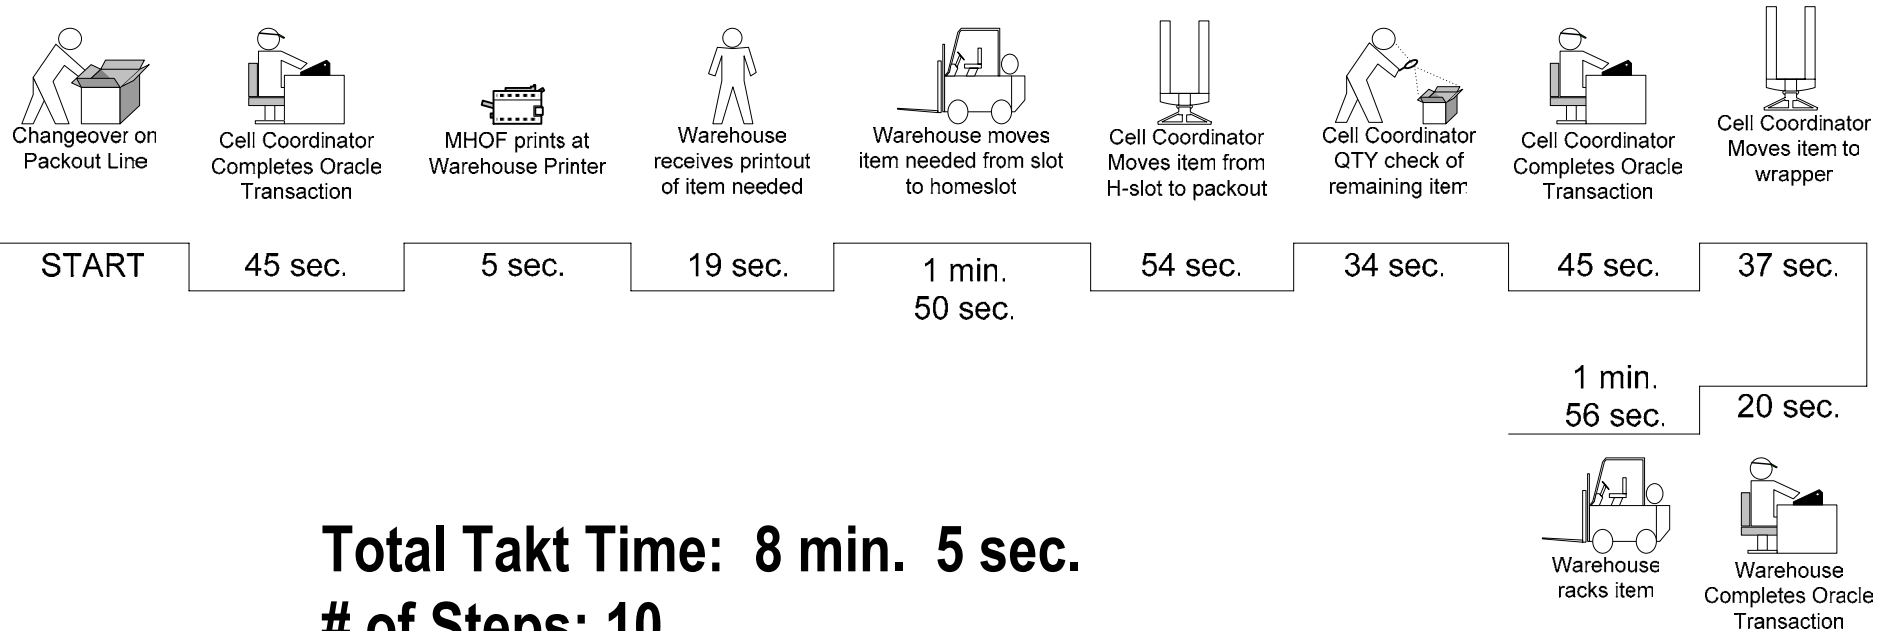 Changeover on
Packout Line
Cell Coordinator
Completes Oracle
Transaction
MHOF prints at
Warehouse Printer
Warehouse
receives printout
of item needed
Warehouse moves
item needed from slot
to homeslot
Cell Coordinator
Moves item from
H-slot to packout
Cell Coordinator
QTY check of
remaining item
Cell Coordinator
Completes Oracle
Transaction
Cell Coordinator
Moves item to
wrapper
START
45 sec.
5 sec.
19 sec.
1 min.
50 sec.
54 sec.
34 sec.
45 sec.
37 sec.
1 min.
56 sec.
20 sec.
Warehouse
racks item
Warehouse
Completes Oracle
Transaction
Total Takt Time: 8 min. 5 sec.
# of Steps: 10